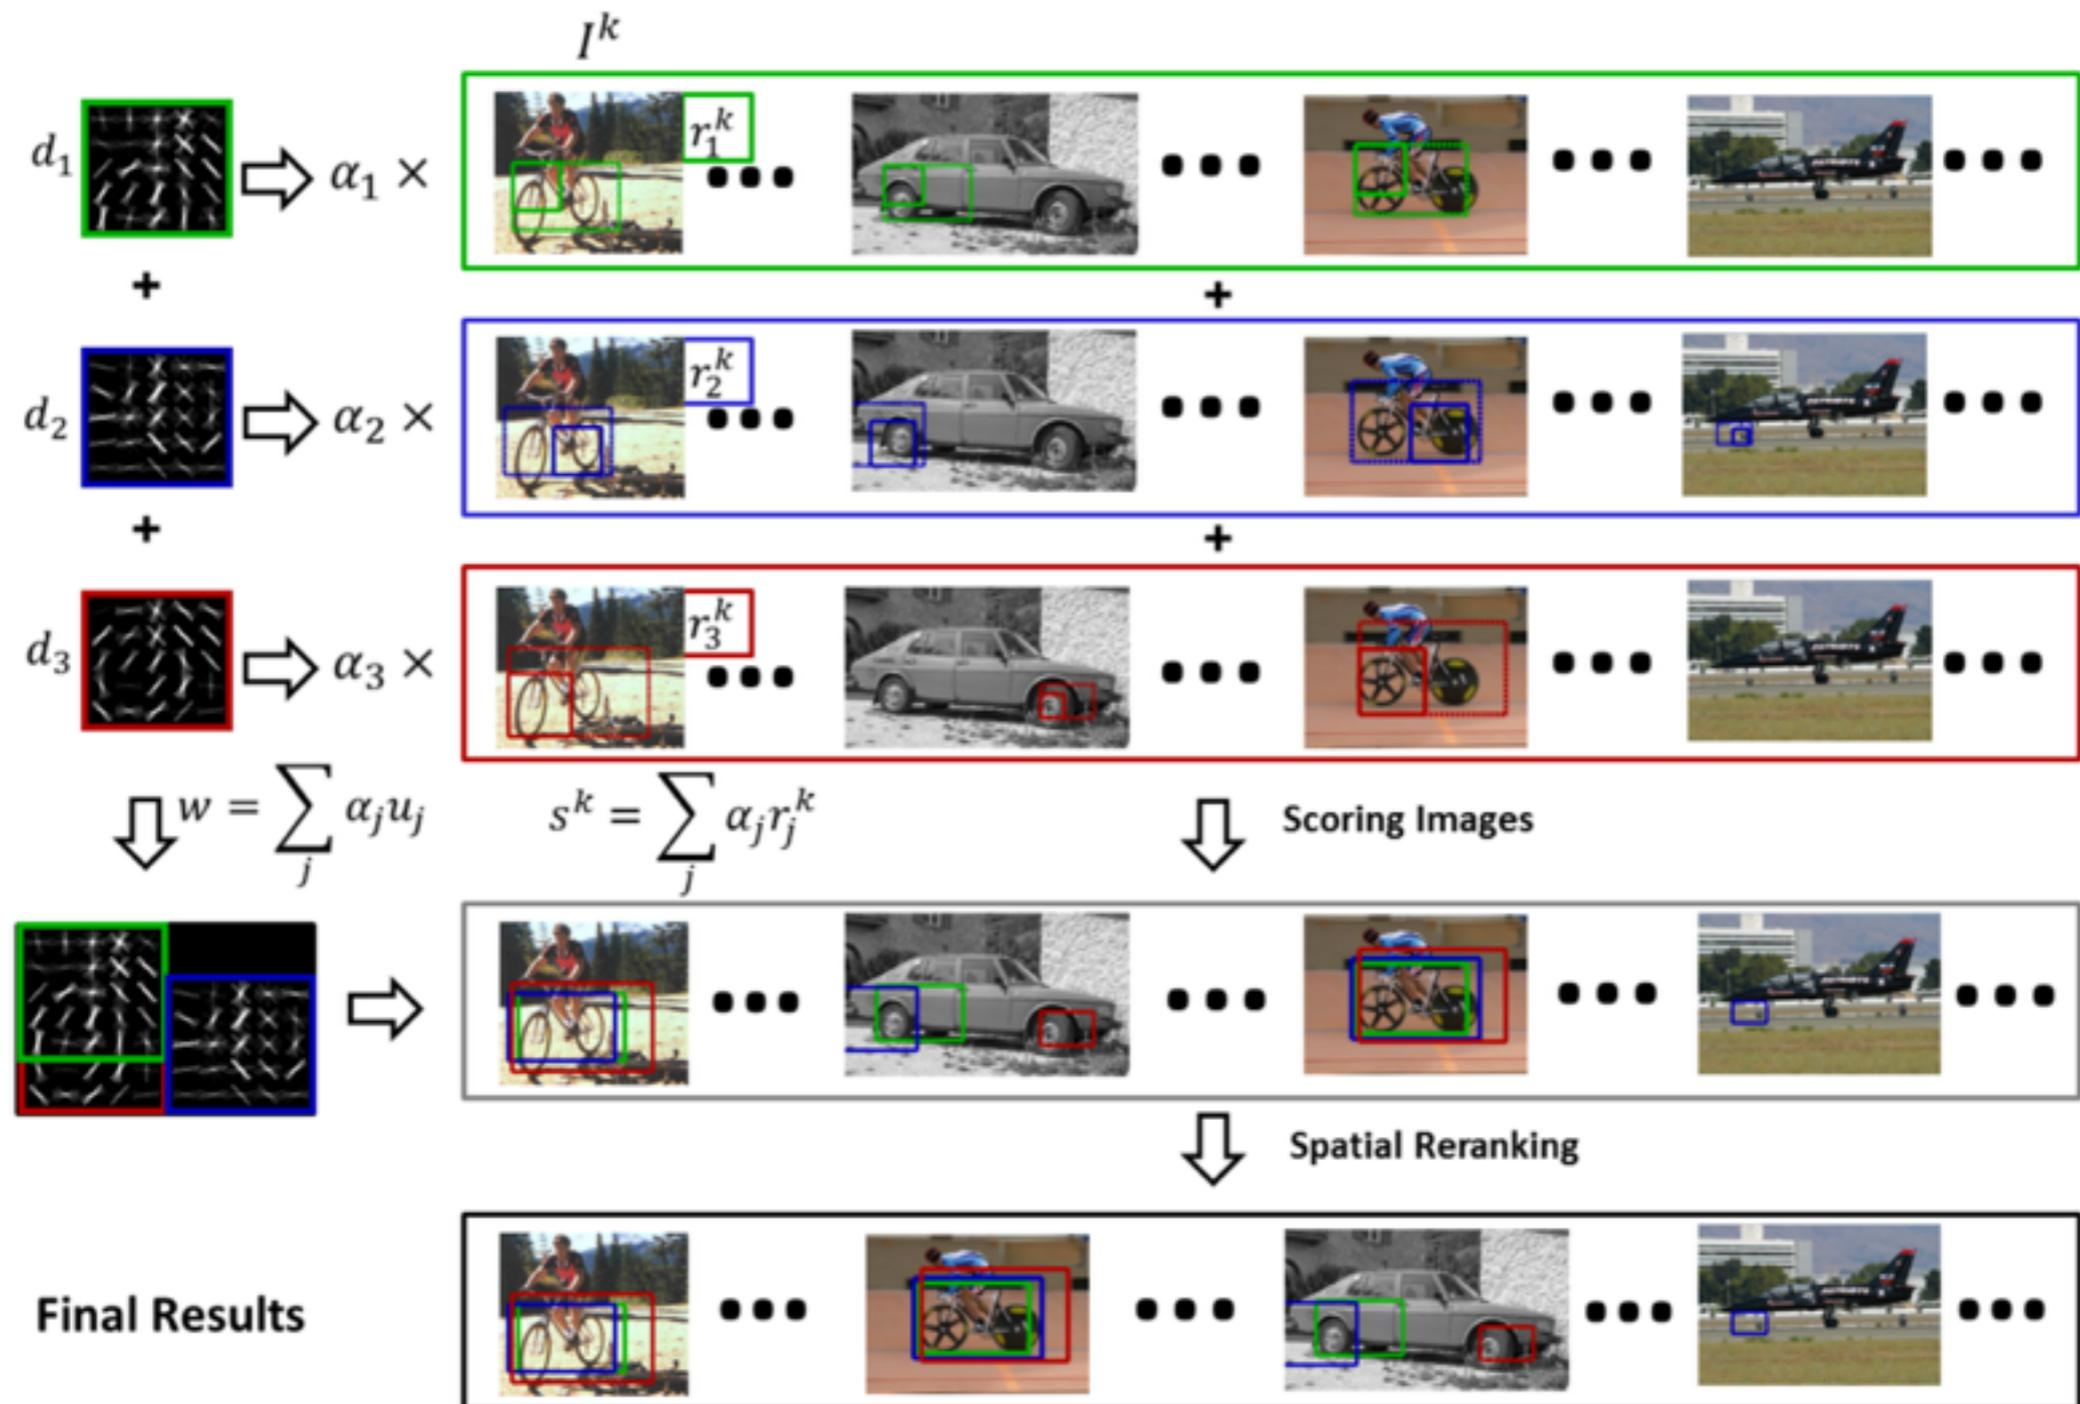 I^k
d_1
α_1 ×
r_1^k
+
+
d_2
α_2 ×
r_2^k
+
+
d_3
α_3 ×
r_3^k
w = ∑_j α_j u_j
s^k = ∑_j α_j r_j^k
Scoring Images
Spatial Reranking
Final Results